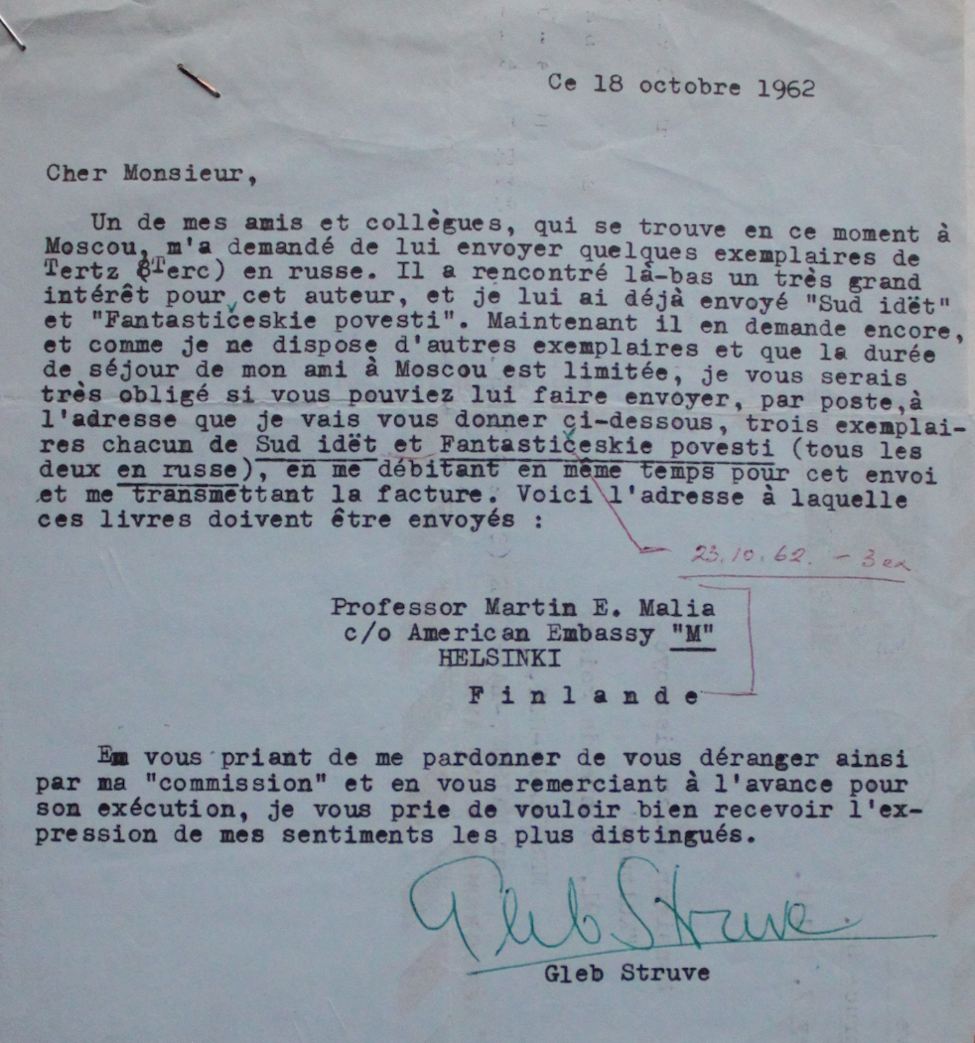 Ce 18 octobre 1962
Cher Monsieur,
Un de mes amis et collègues, qui se trouve en ce moment à
Moscou, m'a demandé de lui envoyer quelques exemplaires de
Tertz (Terc) en russe. Il a rencontré là-bas un très grand
intérêt pour cet auteur, et je lui ai déjà envoyé "Sud idët"
et "Fantastičeskie povesti". Maintenant il en demande encore,
et comme je ne dispose d'autres exemplaires et que la durée
de séjour de mon ami à Moscou est limitée, je vous serais
très obligé si vous pouviez lui faire envoyer, par poste,à
l'adresse que je vais vous donner ci-dessous, trois exemplai-
res chacun de Sud idët et Fantastičeskie povesti (tous les
deux en russe), en me débitant en même temps pour cet envoi
et me transmettant la facture. Voici l'adresse à laquelle
ces livres doivent être envoyés :
23.10.62. - 3 ex
Professor Martin E. Malia
c/o American Embassy "M"
HELSINKI
F i n l a n d e
En vous priant de me pardonner de vous déranger ainsi
par ma "commission" et en vous remerciant à l'avance pour
son exécution, je vous prie de vouloir bien recevoir l'ex-
pression de mes sentiments les plus distingués.
Gleb Struve
Gleb Struve